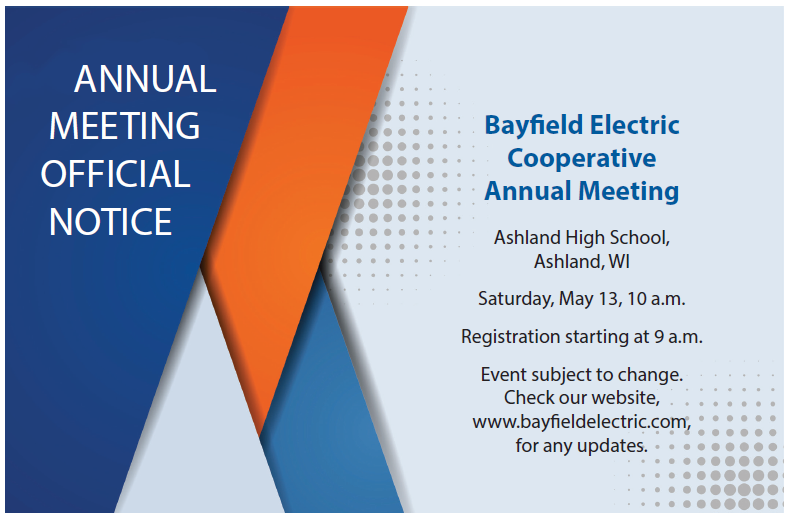 ANNUAL
MEETING
OFFICIAL
NOTICE
Bayfield Electric
Cooperative
Annual Meeting
Ashland High School,
Ashland, WI
Saturday, May 13, 10 a.m.
Registration starting at 9 a.m.
Event subject to change.
Check our website,
www.bayfieldelectric.com,
for any updates.